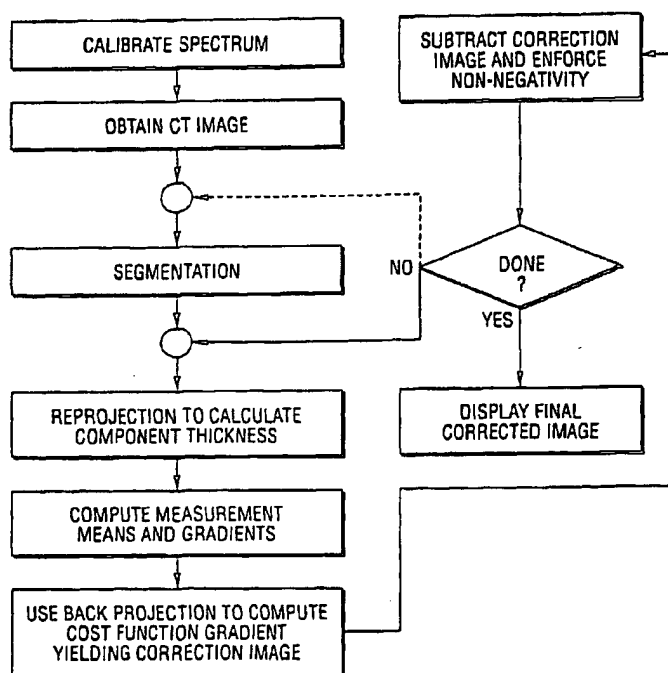 CALIBRATE SPECTRUM
OBTAIN CT IMAGE
SEGMENTATION
REPROJECTION TO CALCULATE
COMPONENT THICKNESS
COMPUTE MEASUREMENT
MEANS AND GRADIENTS
USE BACK PROJECTION TO COMPUTE
COST FUNCTION GRADIENT
YIELDING CORRECTION IMAGE
SUBTRACT CORRECTION
IMAGE AND ENFORCE
NON-NEGATIVITY
DONE
?
NO
YES
DISPLAY FINAL
CORRECTED IMAGE